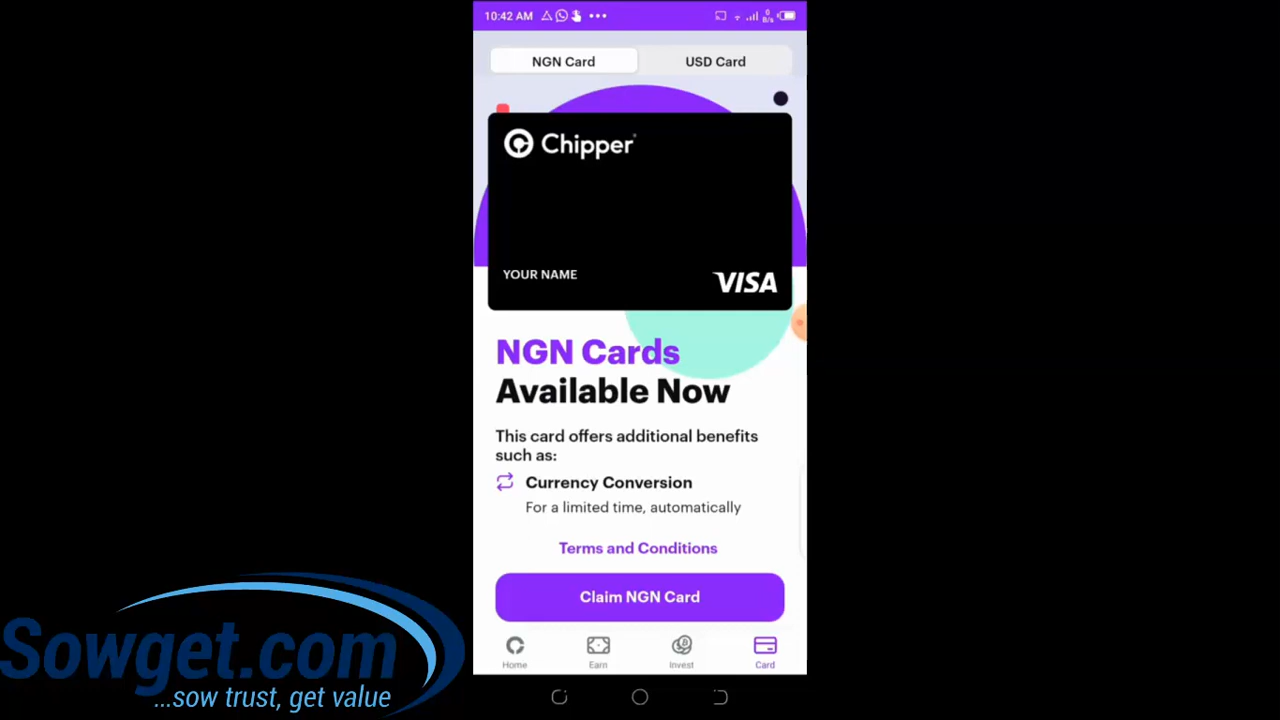 10:42 AM
0
B/s
NGN Card
USD Card
Chipper
YOUR NAME
VISA
NGN Cards
Available Now
This card offers additional benefits
such as:
Currency Conversion
For a limited time, automatically
Terms and Conditions
Claim NGN Card
Home
Earn
Invest
Card
Sowget.com
...sow trust, get value